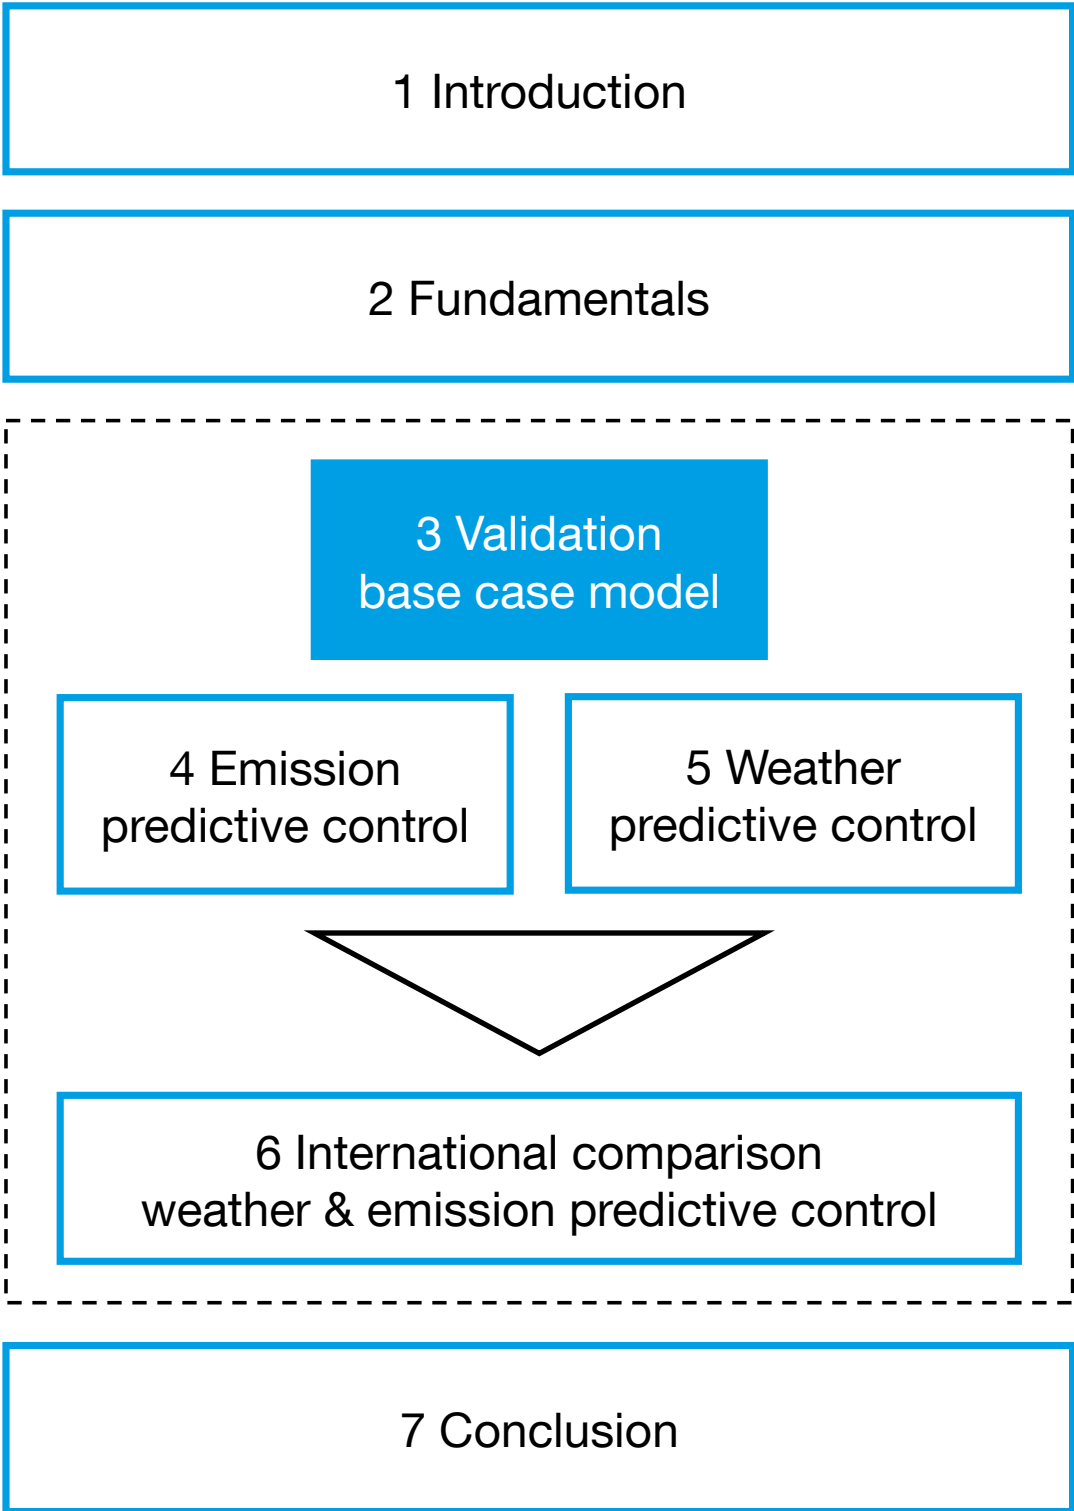 1 Introduction
2 Fundamentals
3 Validation
base case model
4 Emission
predictive control
5 Weather
predictive control
6 International comparison
weather & emission predictive control
7 Conclusion